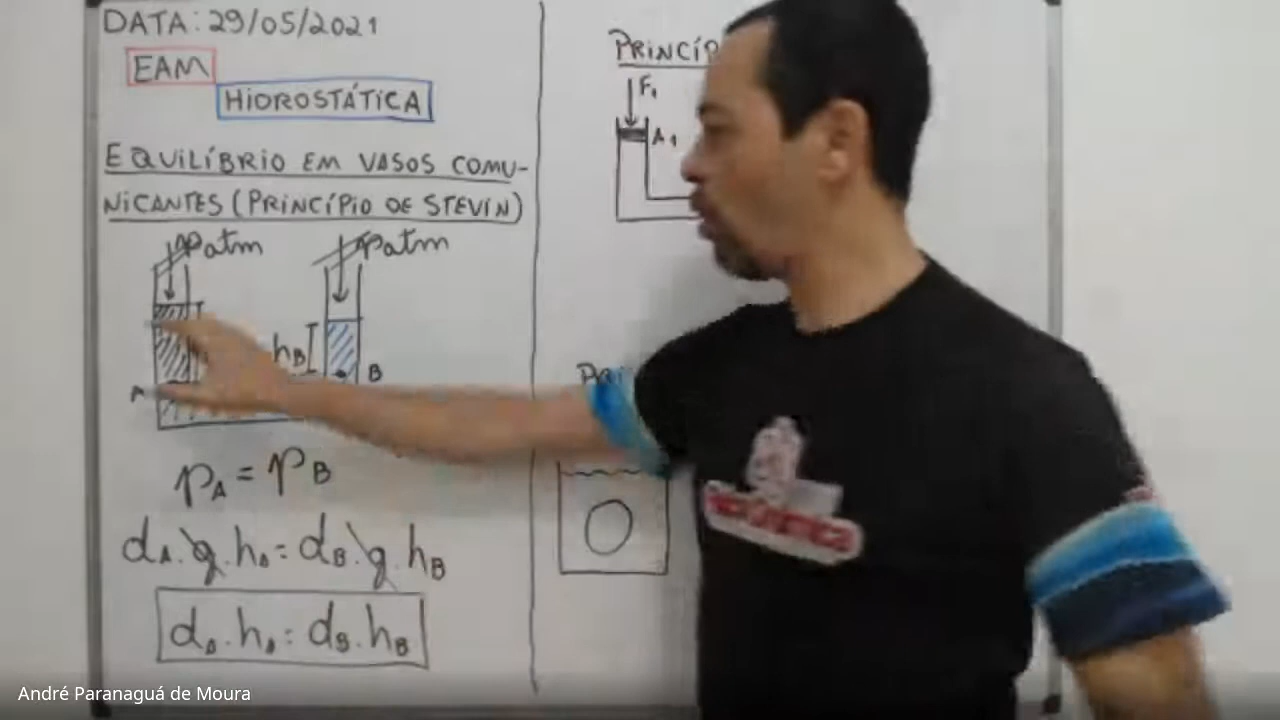 DATA: 29/05/2021
EAM
HIDROSTÁTICA
EQUILÍBRIO EM VASOS COMU-
NICANTES (PRINCÍPIO DE STEVIN)
patm patm
hB
A B
pA = pB
dA.g.hA = dB.g.hB
dA.hA = dB.hB
PRINCÍP
F1
A1
André Paranaguá de Moura